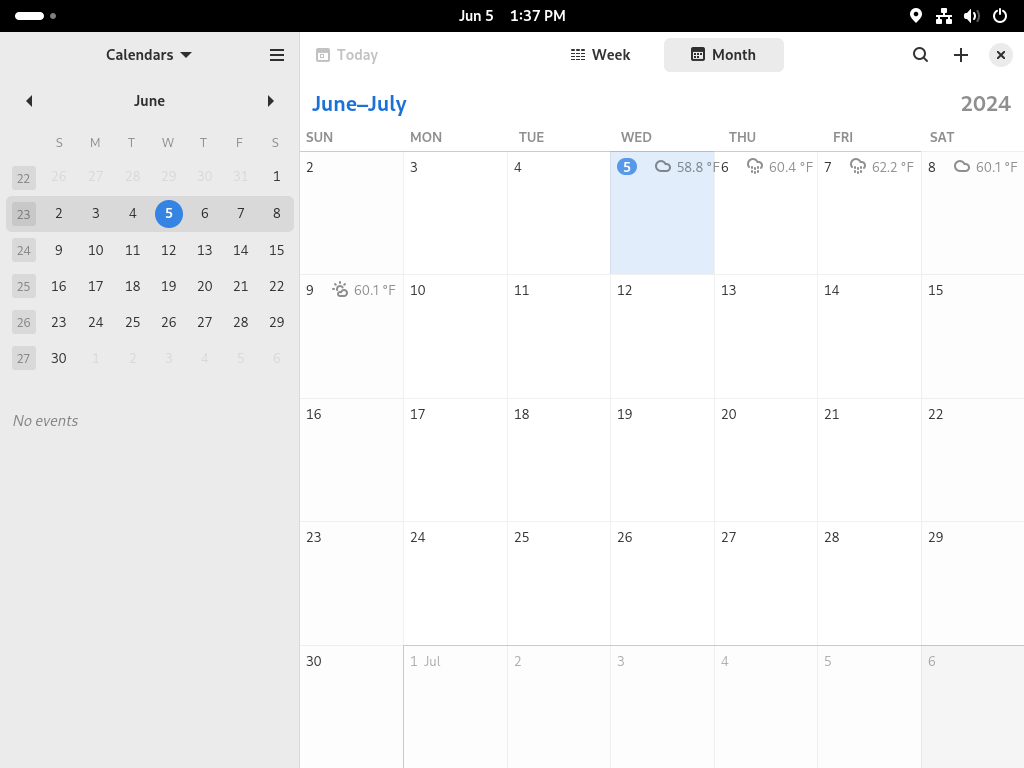 Jun 5 1:37 PM
Calendars
Today Week Month
June
June–July 2024
S M T W T F S
22 26 27 28 29 30 31 1
23 2 3 4 5 6 7 8
24 9 10 11 12 13 14 15
25 16 17 18 19 20 21 22
26 23 24 25 26 27 28 29
27 30 1 2 3 4 5 6
No events
SUN MON TUE WED THU FRI SAT
2 3 4 5 58.8 °F 6 60.4 °F 7 62.2 °F 8 60.1 °F
9 60.1 °F 10 11 12 13 14 15
16 17 18 19 20 21 22
23 24 25 26 27 28 29
30 1 Jul 2 3 4 5 6